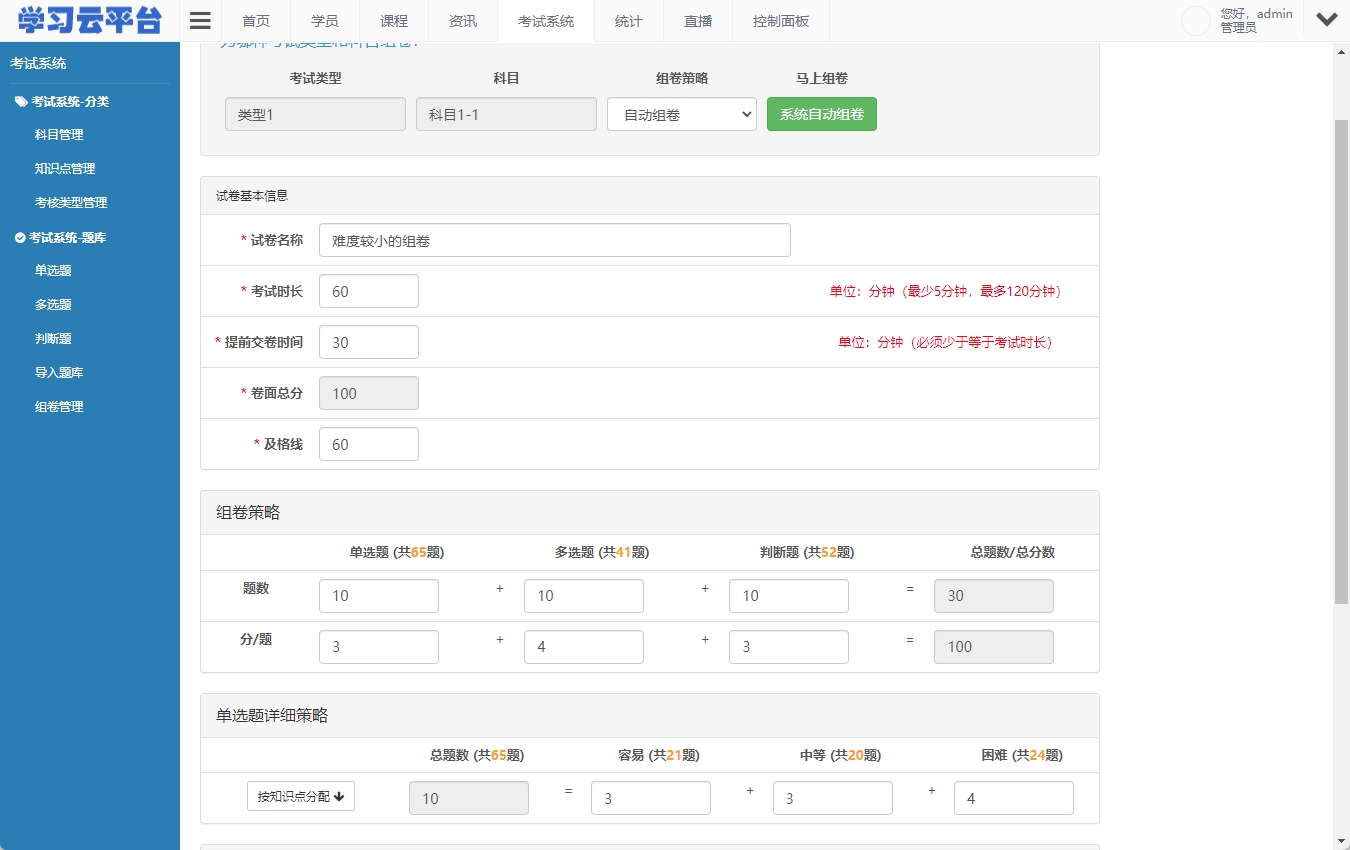 学习云平台
首页 学员 课程 资讯 考试系统 统计 直播 控制面板
您好，admin
管理员
考试系统
考试系统-分类
科目管理
知识点管理
考核类型管理
考试系统-题库
单选题
多选题
判断题
导入题库
组卷管理
考试类型 科目 组卷策略 马上组卷
类型1 科目1-1 自动组卷 系统自动组卷
试卷基本信息
* 试卷名称 难度较小的组卷
* 考试时长 60 单位：分钟（最少5分钟，最多120分钟）
* 提前交卷时间 30 单位：分钟（必须少于等于考试时长）
* 卷面总分 100
* 及格线 60
组卷策略
单选题 (共65题) 多选题 (共41题) 判断题 (共52题) 总题数/总分数
题数 10 + 10 + 10 = 30
分/题 3 + 4 + 3 = 100
单选题详细策略
总题数 (共65题) 容易 (共21题) 中等 (共20题) 困难 (共24题)
按知识点分配 10 = 3 + 3 + 4